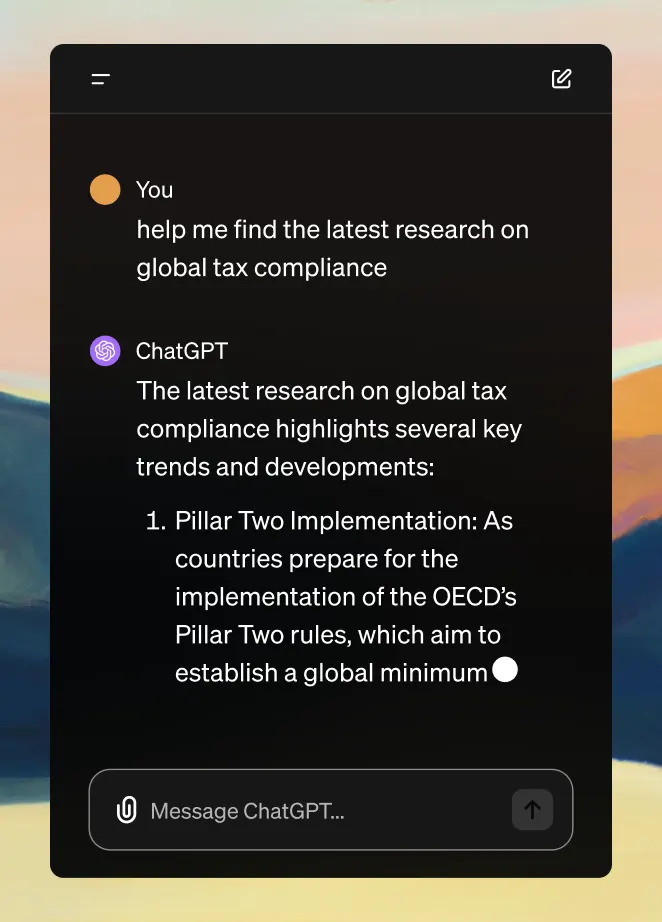 You
help me find the latest research on
global tax compliance
ChatGPT
The latest research on global tax
compliance highlights several key
trends and developments:
1. Pillar Two Implementation: As
countries prepare for the
implementation of the OECD’s
Pillar Two rules, which aim to
establish a global minimum
Message ChatGPT...